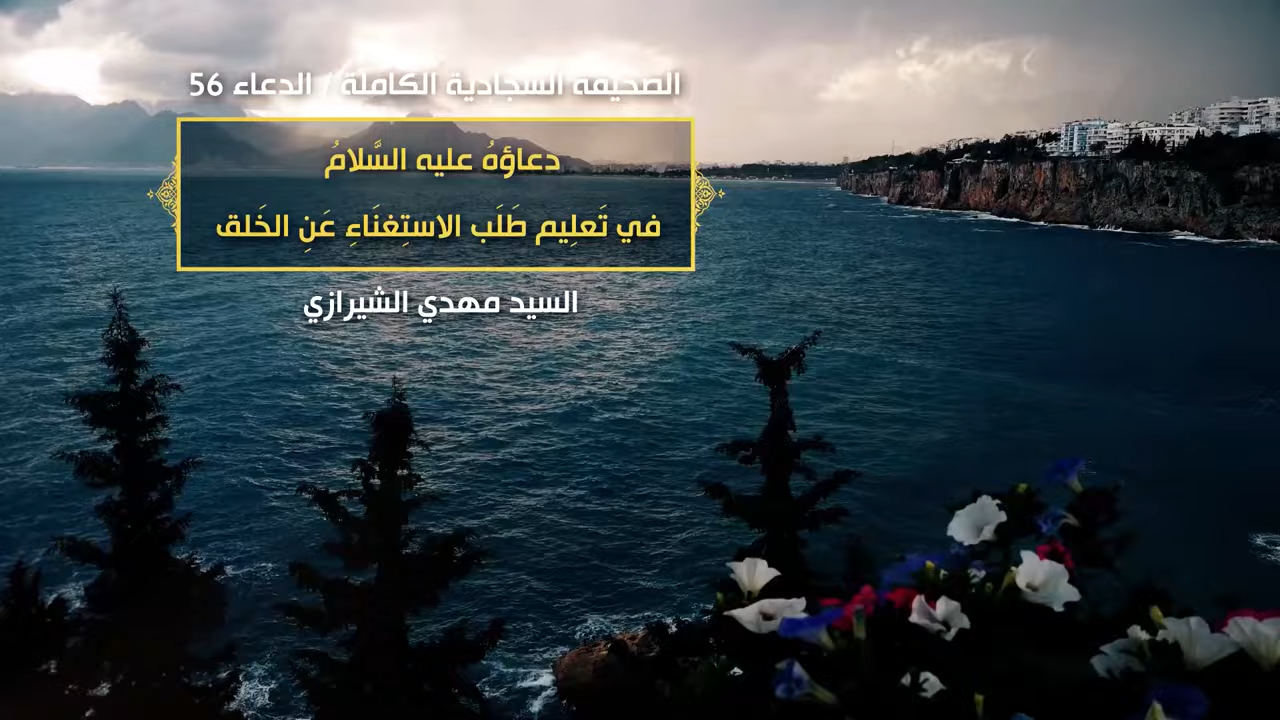 الصحيفة السجادية الكاملة / الدعاء 56
دعاؤهُ عليه السَّلامُ
في تَعلِيم طَلَب الاستِغنَاءِ عَنِ الخَلق
السيد مهدي الشيرازي